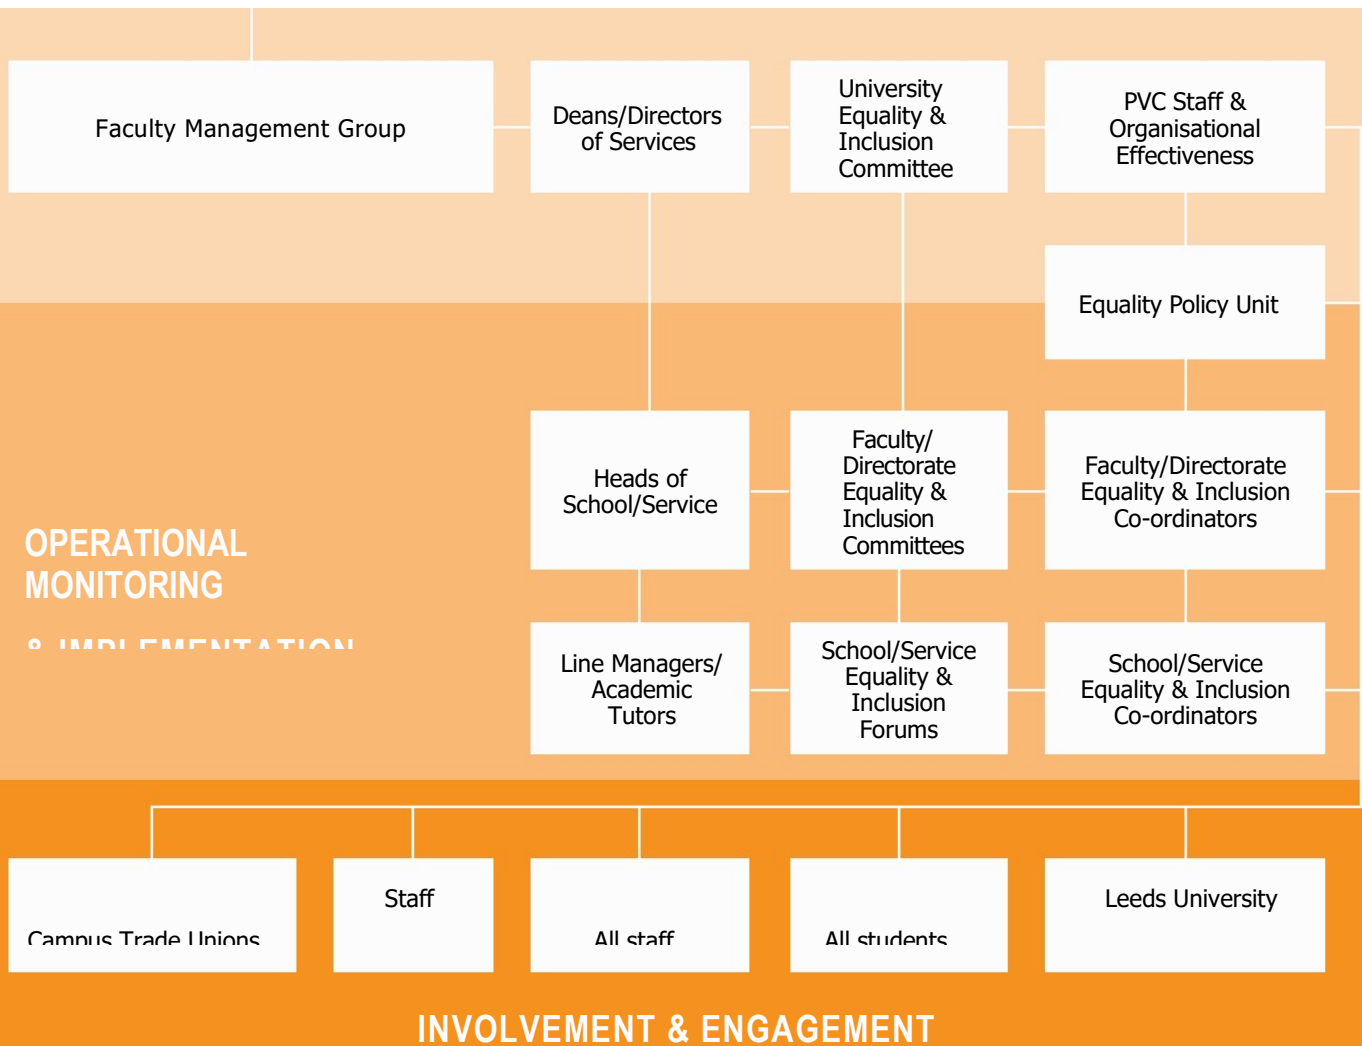 Faculty Management Group
Deans/Directors
of Services
University
Equality &
Inclusion
Committee
PVC Staff &
Organisational
Effectiveness
Equality Policy Unit
Heads of
School/Service
Faculty/
Directorate
Equality &
Inclusion
Committees
Faculty/Directorate
Equality & Inclusion
Co-ordinators
OPERATIONAL
MONITORING
& IMPLEMENTATION
Line Managers/
Academic
Tutors
School/Service
Equality &
Inclusion
Forums
School/Service
Equality & Inclusion
Co-ordinators
Campus Trade Unions
Staff
All staff
All students
Leeds University
INVOLVEMENT & ENGAGEMENT